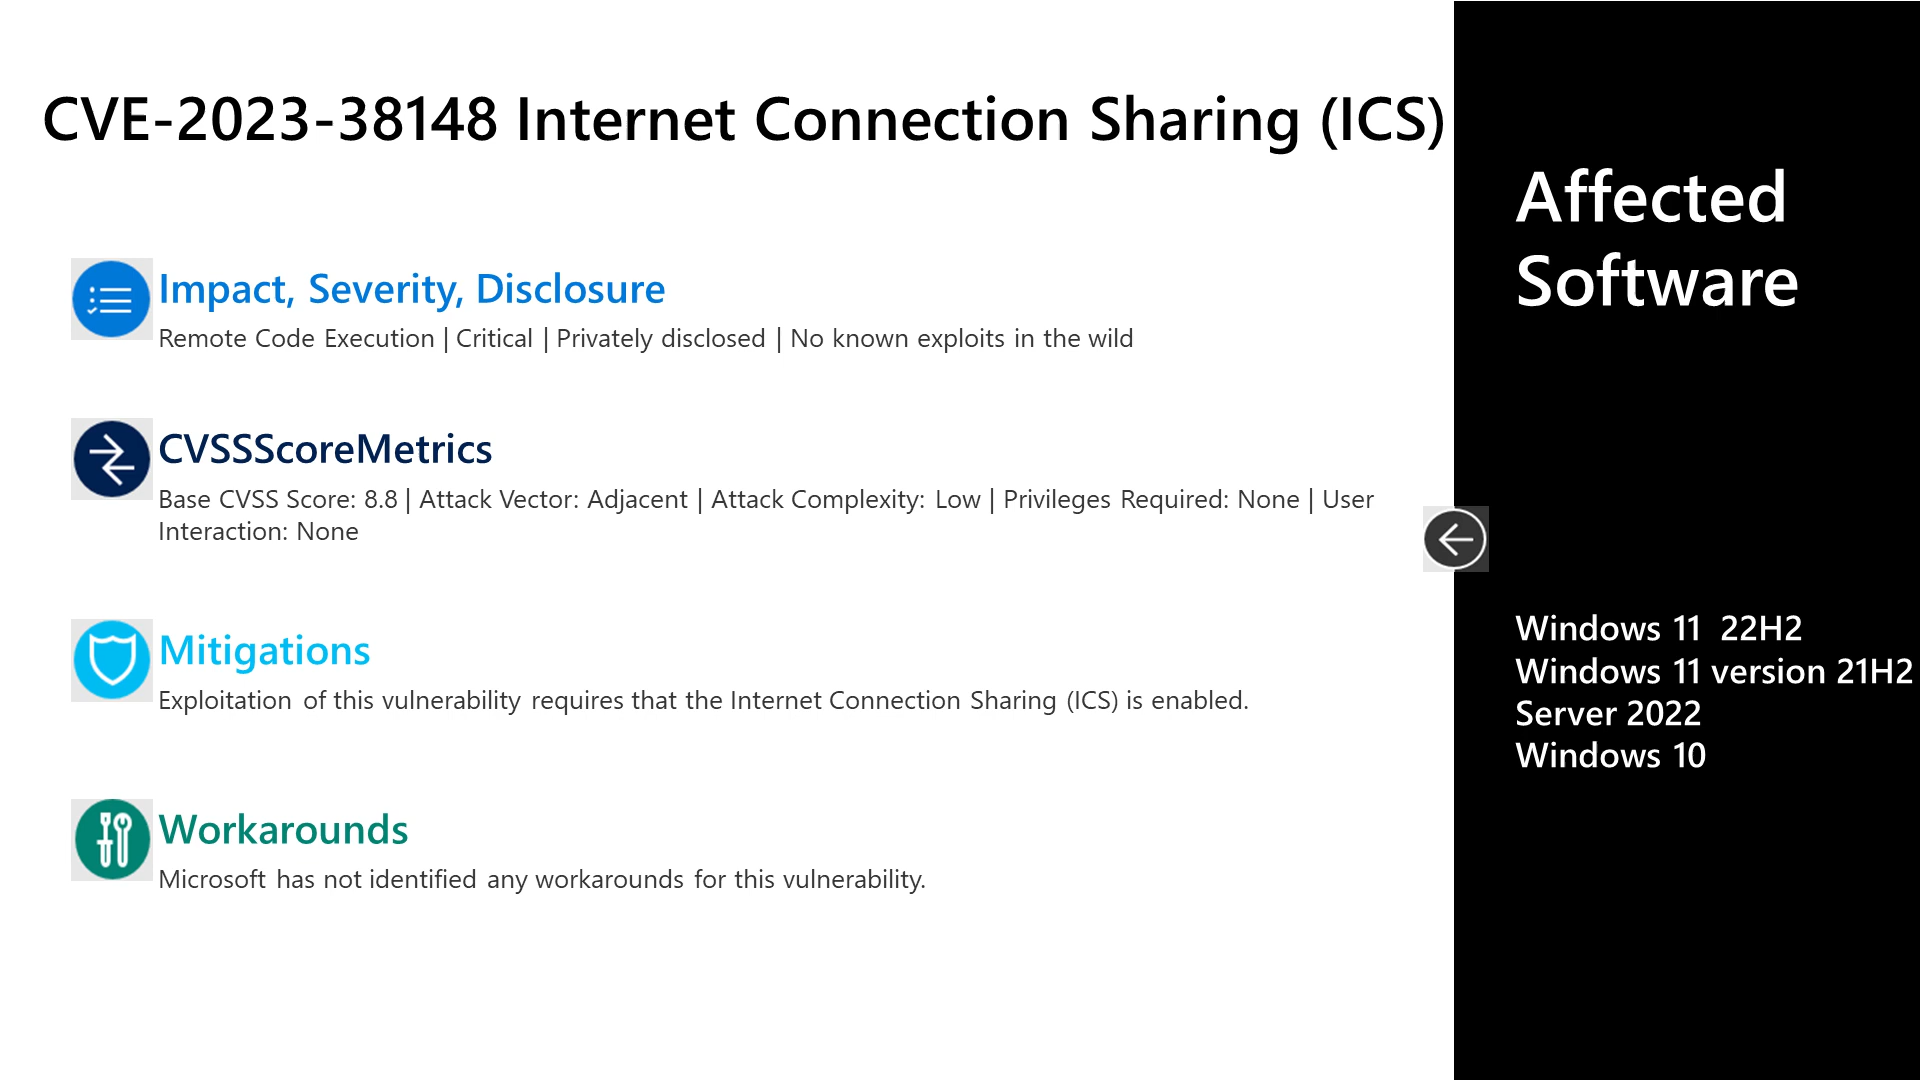 CVE-2023-38148 Internet Connection Sharing (ICS)
Impact, Severity, Disclosure
Remote Code Execution | Critical | Privately disclosed | No known exploits in the wild
CVSSScoreMetrics
Base CVSS Score: 8.8 | Attack Vector: Adjacent | Attack Complexity: Low | Privileges Required: None | User
Interaction: None
Mitigations
Exploitation of this vulnerability requires that the Internet Connection Sharing (ICS) is enabled.
Workarounds
Microsoft has not identified any workarounds for this vulnerability.
Affected
Software
Windows 11 22H2
Windows 11 version 21H2
Server 2022
Windows 10